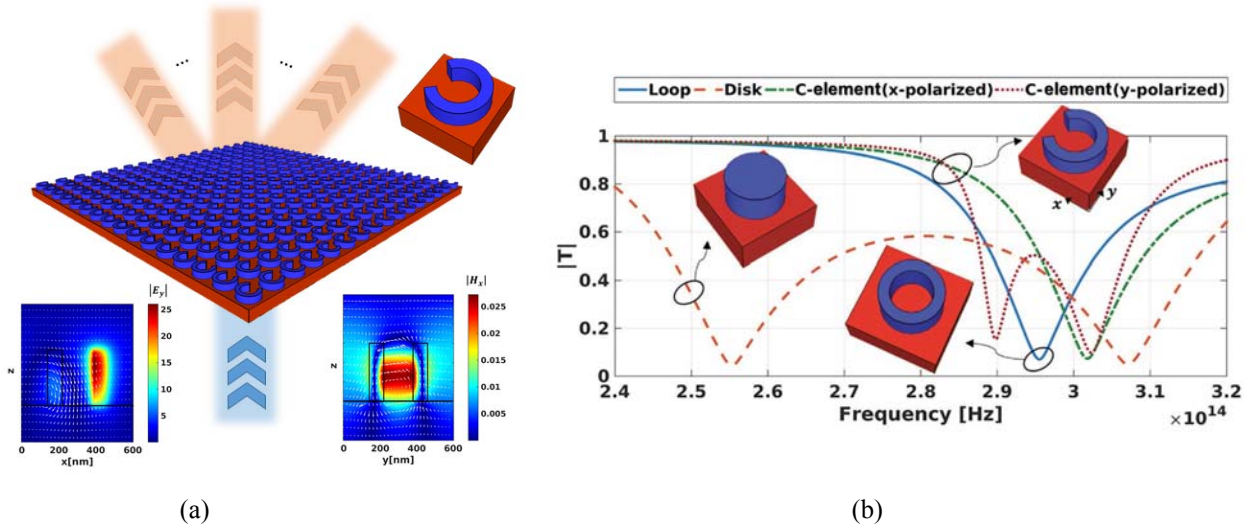 ... ...
|E_y|
25
20
15
10
5
z
0 200 400 600
x[nm]
|H_x|
0.025
0.02
0.015
0.01
0.005
z
0 200 400 600
y[nm]
(a)
Loop Disk C-element(x-polarized) C-element(y-polarized)
1
0.8
0.6
0.4
0.2
0
|T|
x y
2.4 2.5 2.6 2.7 2.8 2.9 3 3.1 3.2
Frequency [Hz] ×10^14
(b)